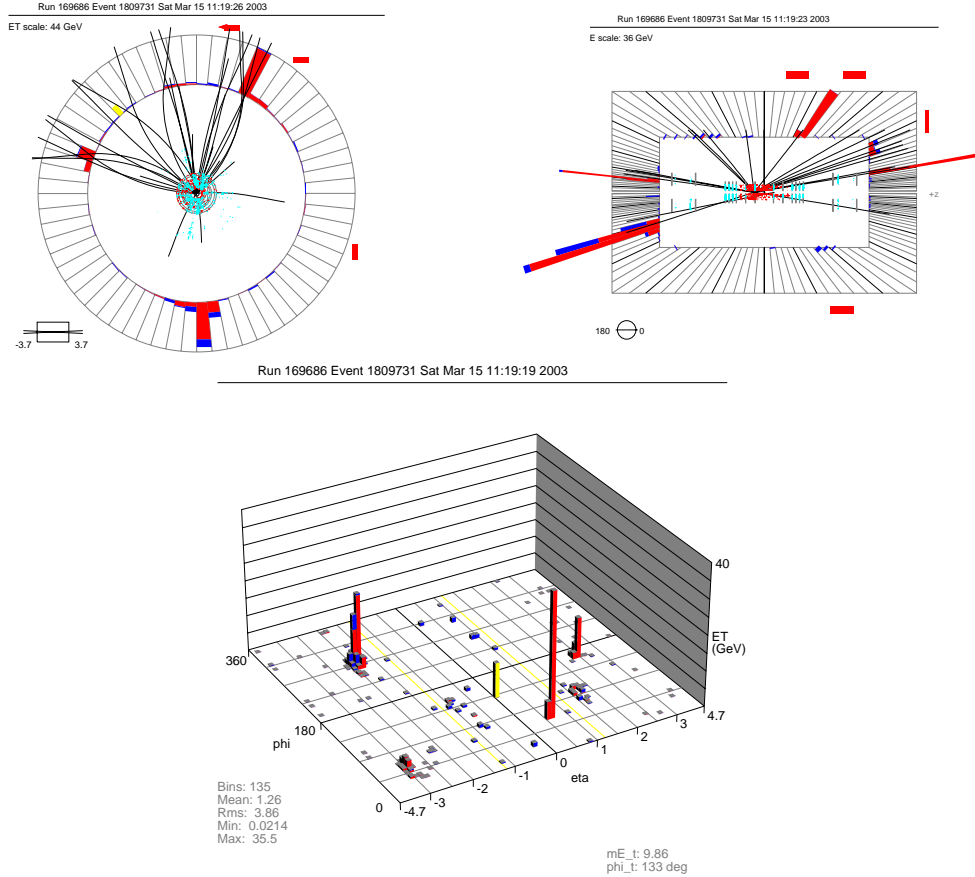 Run 169686 Event 1809731 Sat Mar 15 11:19:26 2003
ET scale: 44 GeV
-3.7 3.7
Run 169686 Event 1809731 Sat Mar 15 11:19:23 2003
E scale: 36 GeV
+z
180 0
Run 169686 Event 1809731 Sat Mar 15 11:19:19 2003
40
ET
(GeV)
360
180
phi
0
-4.7
-3
-2
-1
0
1
2
3
4.7
eta
Bins: 135
Mean: 1.26
Rms: 3.86
Min: 0.0214
Max: 35.5
mE_t: 9.86
phi_t: 133 deg